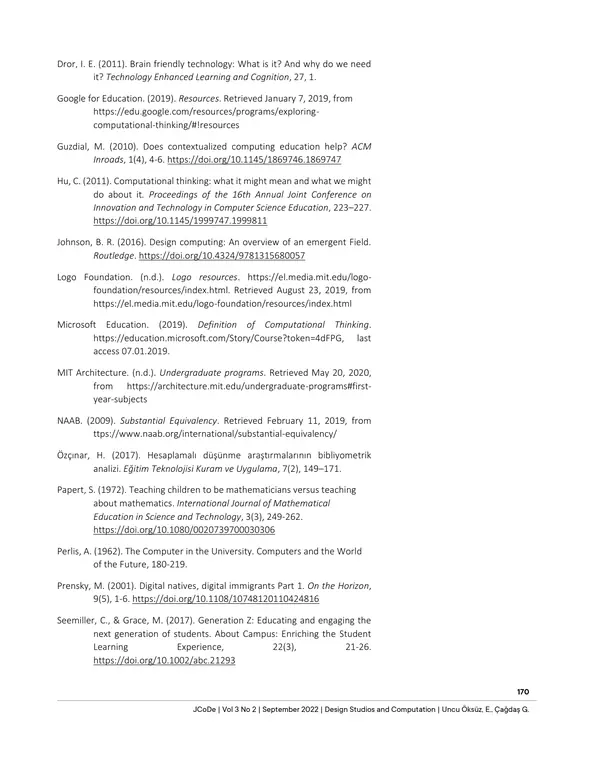 Dror, I. E. (2011). Brain friendly technology: What is it? And why do we need
it? Technology Enhanced Learning and Cognition, 27, 1.
Google for Education. (2019). Resources. Retrieved January 7, 2019, from
https://edu.google.com/resources/programs/exploring-
computational-thinking/#!resources
Guzdial, M. (2010). Does contextualized computing education help? ACM
Inroads, 1(4), 4-6. https://doi.org/10.1145/1869746.1869747
Hu, C. (2011). Computational thinking: what it might mean and what we might
do about it. Proceedings of the 16th Annual Joint Conference on
Innovation and Technology in Computer Science Education, 223–227.
https://doi.org/10.1145/1999747.1999811
Johnson, B. R. (2016). Design computing: An overview of an emergent Field.
Routledge. https://doi.org/10.4324/9781315680057
Logo Foundation. (n.d.). Logo resources. https://el.media.mit.edu/logo-
foundation/resources/index.html. Retrieved August 23, 2019, from
https://el.media.mit.edu/logo-foundation/resources/index.html
Microsoft Education. (2019). Definition of Computational Thinking.
https://education.microsoft.com/Story/Course?token=4dFPG, last
access 07.01.2019.
MIT Architecture. (n.d.). Undergraduate programs. Retrieved May 20, 2020,
from https://architecture.mit.edu/undergraduate-programs#first-
year-subjects
NAAB. (2009). Substantial Equivalency. Retrieved February 11, 2019, from
ttps://www.naab.org/international/substantial-equivalency/
Özçınar, H. (2017). Hesaplamalı düşünme araştırmalarının bibliyometrik
analizi. Eğitim Teknolojisi Kuram ve Uygulama, 7(2), 149–171.
Papert, S. (1972). Teaching children to be mathematicians versus teaching
about mathematics. International Journal of Mathematical
Education in Science and Technology, 3(3), 249-262.
https://doi.org/10.1080/0020739700030306
Perlis, A. (1962). The Computer in the University. Computers and the World
of the Future, 180-219.
Prensky, M. (2001). Digital natives, digital immigrants Part 1. On the Horizon,
9(5), 1-6. https://doi.org/10.1108/10748120110424816
Seemiller, C., & Grace, M. (2017). Generation Z: Educating and engaging the
next generation of students. About Campus: Enriching the Student
Learning Experience, 22(3), 21-26.
https://doi.org/10.1002/abc.21293
170
JCoDe | Vol 3 No 2 | September 2022 | Design Studios and Computation | Uncu Öksüz, E., Çağdaş G.